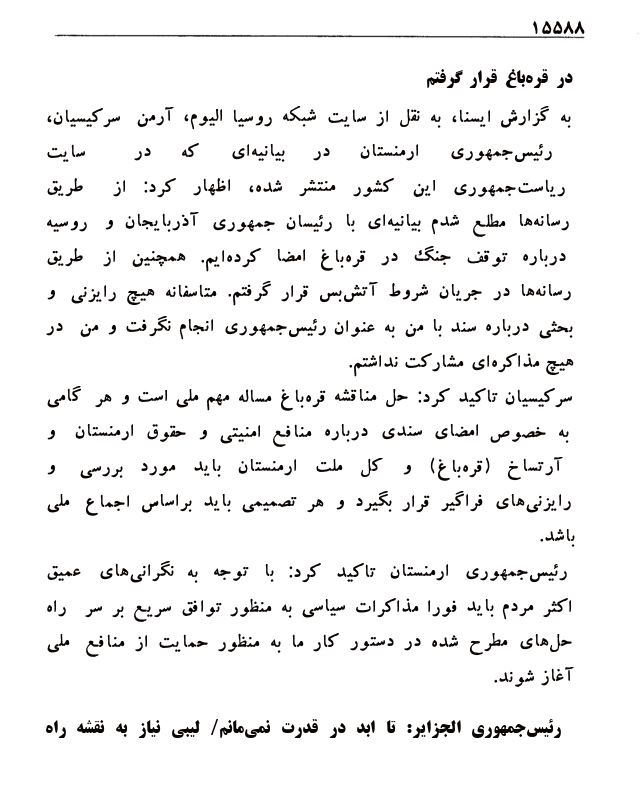 ۱۵۵۸۸
در قره‌باغ قرار گرفتم
به گزارش ایسنا، به نقل از سایت شبکه روسیا الیوم، آرمن سرکیسیان،
رئیس‌جمهوری ارمنستان در بیانیه‌ای که در سایت
ریاست‌جمهوری این کشور منتشر شده، اظهار کرد: از طریق
رسانه‌ها مطلع شدم بیانیه‌ای با رئیسان جمهوری آذربایجان و روسیه
درباره توقف جنگ در قره‌باغ امضا کرده‌ایم. همچنین از طریق
رسانه‌ها در جریان شروط آتش‌بس قرار گرفتم. متاسفانه هیچ رایزنی و
بحثی درباره سند با من به عنوان رئیس‌جمهوری انجام نگرفت و من در
هیچ مذاکره‌ای مشارکت نداشتم.
سرکیسیان تاکید کرد: حل مناقشه قره‌باغ مساله مهم ملی است و هر گامی
به خصوص امضای سندی درباره منافع امنیتی و حقوق ارمنستان و
آرتساخ (قره‌باغ) و کل ملت ارمنستان باید مورد بررسی و
رایزنی‌های فراگیر قرار بگیرد و هر تصمیمی باید براساس اجماع ملی
باشد.
رئیس‌جمهوری ارمنستان تاکید کرد: با توجه به نگرانی‌های عمیق
اکثر مردم باید فورا مذاکرات سیاسی به منظور توافق سریع بر سر راه
حل‌های مطرح شده در دستور کار ما به منظور حمایت از منافع ملی
آغاز شوند.
رئیس‌جمهوری الجزایر: تا ابد در قدرت نمی‌مانم/ لیبی نیاز به نقشه راه